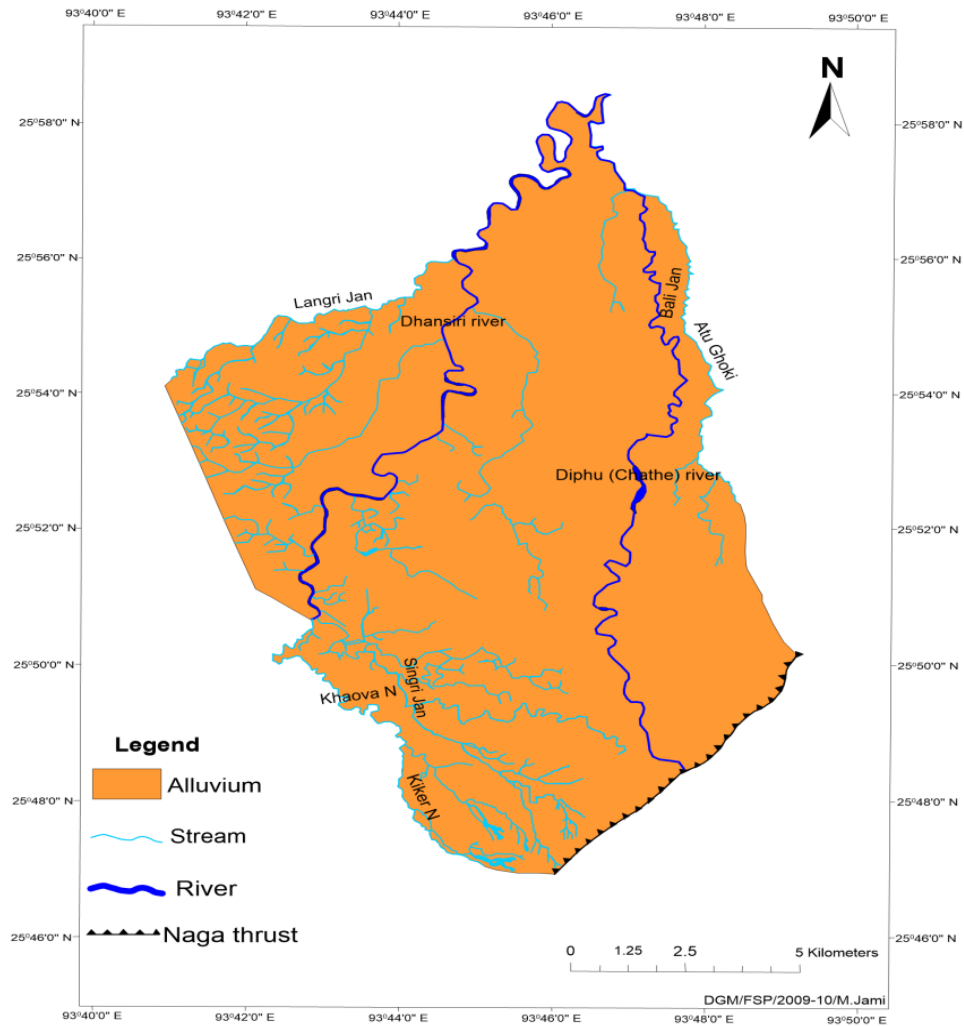 93°40'0" E
93°42'0" E
93°44'0" E
93°46'0" E
93°48'0" E
93°50'0" E
N
25°58'0" N
25°58'0" N
25°56'0" N
25°56'0" N
Langri Jan
Bali Jan
Dhansiri river
Atu Ghoki
25°54'0" N
25°54'0" N
Diphu (Chathe) river
25°52'0" N
25°52'0" N
25°50'0" N
25°50'0" N
Singri Jan
Khaova N
Legend
Alluvium
Kiker N
25°48'0" N
25°48'0" N
Stream
River
Naga thrust
25°46'0" N
25°46'0" N
0 1.25 2.5 5 Kilometers
DGM/FSP/2009-10/M.Jami
93°40'0" E
93°42'0" E
93°44'0" E
93°46'0" E
93°48'0" E
93°50'0" E